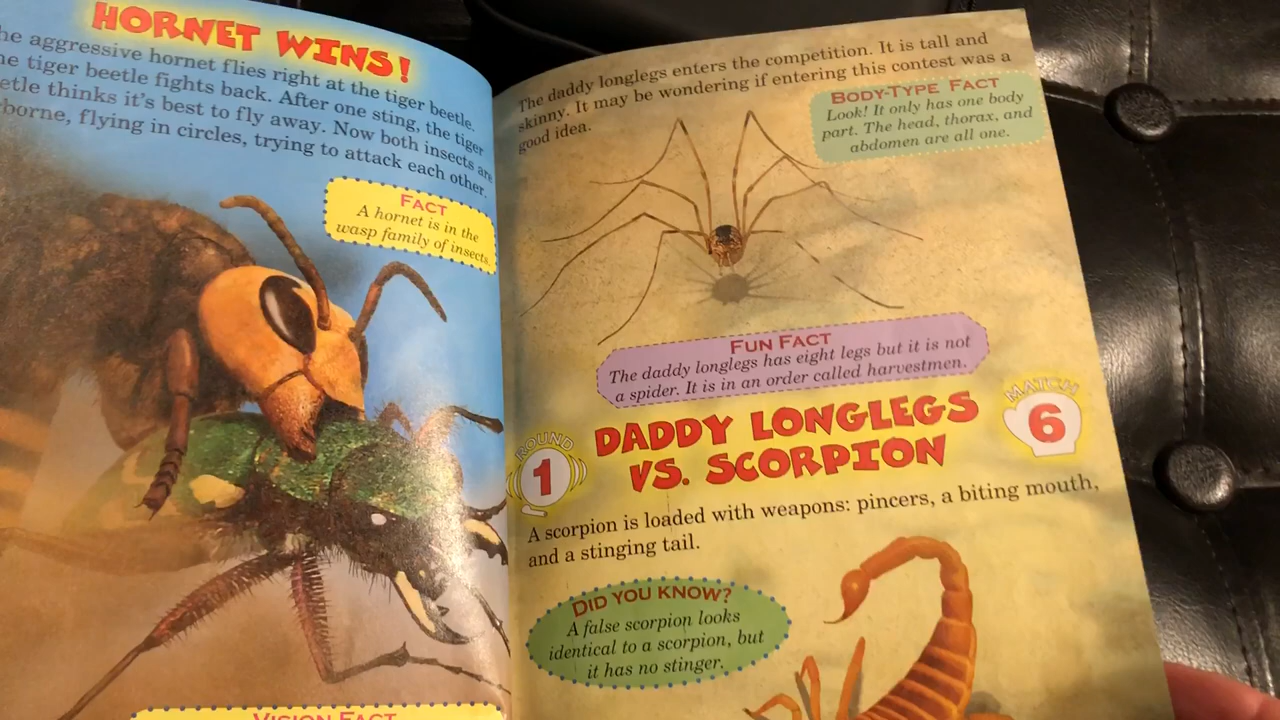 HORNET WINS!
he aggressive hornet flies right at the tiger beetle.
he tiger beetle fights back. After one sting, the tiger
etle thinks it's best to fly away. Now both insects are
rborne, flying in circles, trying to attack each other.
FACT
A hornet is in the
wasp family of insects.
VISION FACT
The daddy longlegs enters the competition. It is tall and
skinny. It may be wondering if entering this contest was a
good idea.
BODY-TYPE FACT
Look! It only has one body
part. The head, thorax, and
abdomen are all one.
FUN FACT
The daddy longlegs has eight legs but it is not
a spider. It is in an order called harvestmen.
ROUND
1
DADDY LONGLEGS
VS. SCORPION
MATCH
6
A scorpion is loaded with weapons: pincers, a biting mouth,
and a stinging tail.
DID YOU KNOW?
A false scorpion looks
identical to a scorpion, but
it has no stinger.